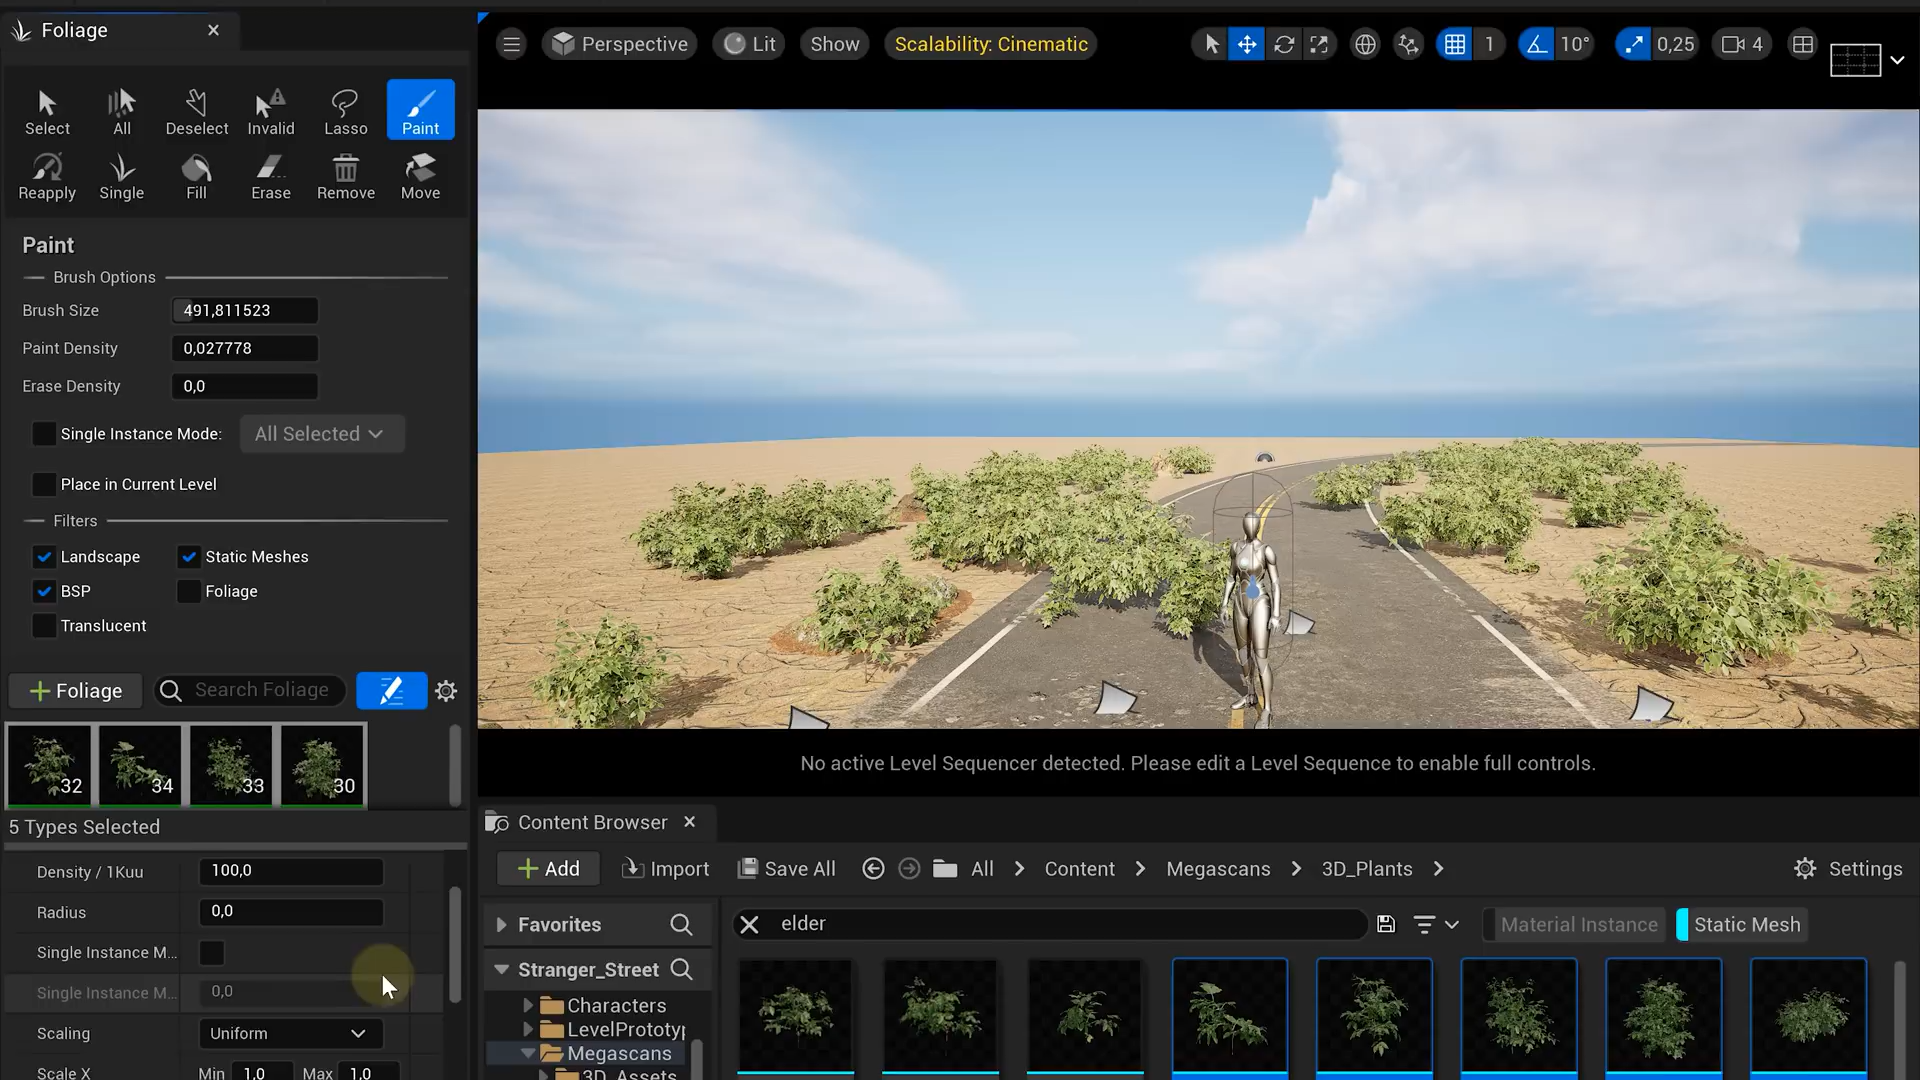 Foliage
Perspective
Lit
Show
Scalability: Cinematic
1
10°
0,25
4
Select
All
Deselect
Invalid
Lasso
Paint
Reapply
Single
Fill
Erase
Remove
Move
Paint
Brush Options
Brush Size
491,811523
Paint Density
0,027778
Erase Density
0,0
Single Instance Mode:
All Selected
Place in Current Level
Filters
Landscape
Static Meshes
BSP
Foliage
Translucent
Foliage
Search Foliage
32
34
33
30
5 Types Selected
Density / 1Kuu
100,0
Radius
0,0
Single Instance M...
Single Instance M...
0,0
Scaling
Uniform
Scale X
Min
1,0
Max
1,0
No active Level Sequencer detected. Please edit a Level Sequence to enable full controls.
Content Browser
Add
Import
Save All
All
Content
Megascans
3D_Plants
Settings
Favorites
elder
Material Instance
Static Mesh
Stranger_Street
Characters
LevelPrototyp
Megascans
3D_Assets